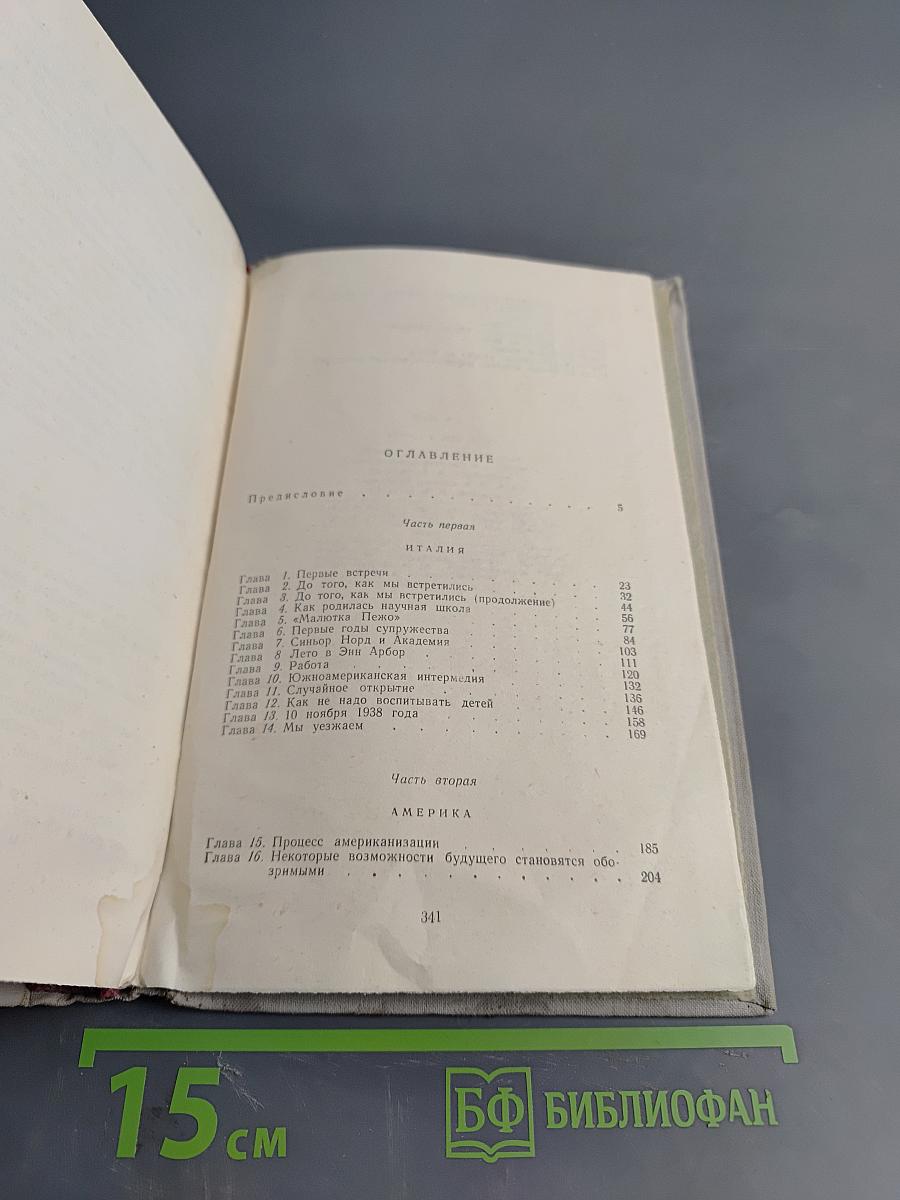 ОГЛАВЛЕНИЕ
Предисловие . . . . . . . . . . . 5
Часть первая
ИТАЛИЯ
Глава 1. Первые встречи . . . . . . . . 23
Глава 2. До того, как мы встретились . . . . . 32
Глава 3. До того, как мы встретились (продолжение) . . 44
Глава 4. Как родилась научная школа . . . . . 56
Глава 5. «Малютка Пежо» . . . . . . . . 77
Глава 6. Первые годы супружества . . . . . . 84
Глава 7. Синьор Норд и Академия . . . . . . 103
Глава 8 Лето в Энн Арбор . . . . . . . 111
Глава 9. Работа . . . . . . . . . . 120
Глава 10. Южноамериканская интермедия . . . . 132
Глава 11. Случайное открытие . . . . . . . 136
Глава 12. Как не надо воспитывать детей . . . . 146
Глава 13. 10 ноября 1938 года . . . . . . . 158
Глава 14. Мы уезжаем . . . . . . . . . 169
Часть вторая
АМЕРИКА
Глава 15. Процесс американизации . . . . . . 185
Глава 16. Некоторые возможности будущего становятся обо-
зримыми . . . . . . . . . . 204
341
15 см
БФ БИБЛИОФАН